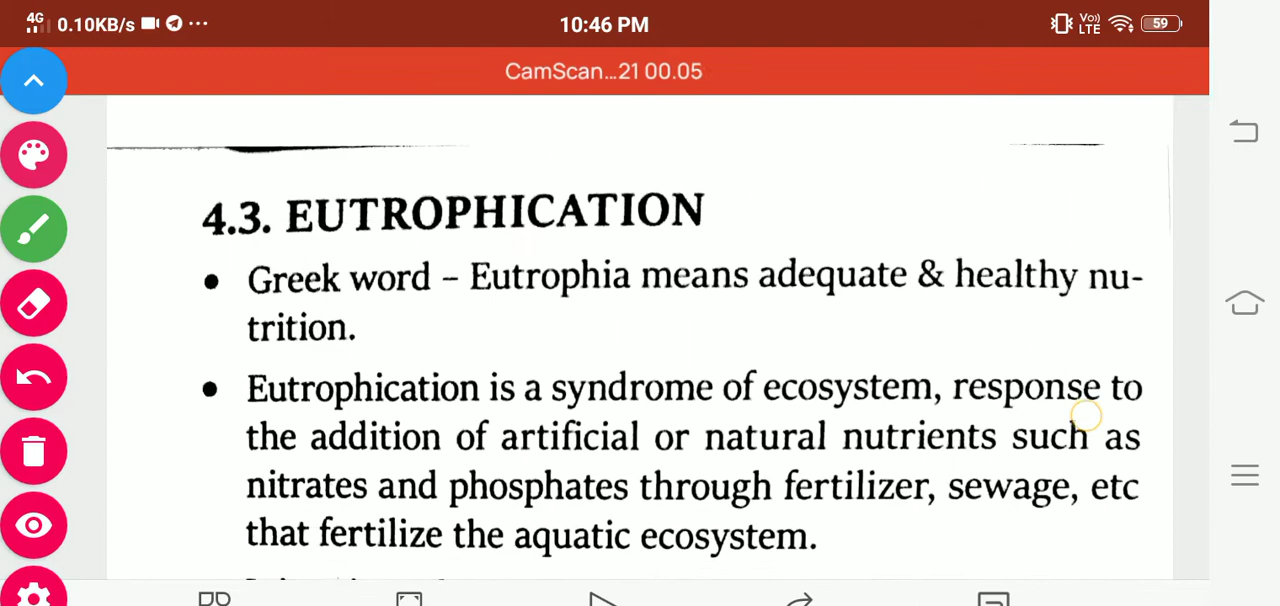 4G 0.10KB/s ... 10:46 PM Vo) LTE 59
CamScan...21 00.05
4.3. EUTROPHICATION
• Greek word – Eutrophia means adequate & healthy nu-
trition.
• Eutrophication is a syndrome of ecosystem, response to
the addition of artificial or natural nutrients such as
nitrates and phosphates through fertilizer, sewage, etc
that fertilize the aquatic ecosystem.